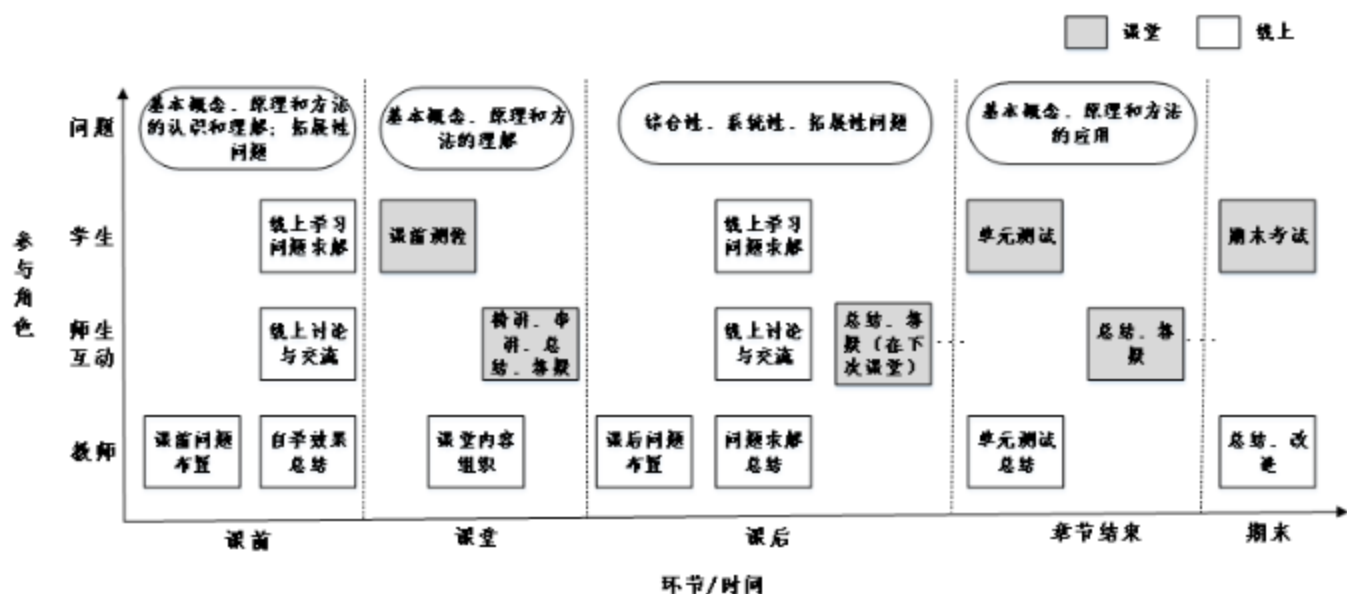 课堂
线上
问题
基本概念、原理和方法
的认识和理解；拓展性
问题
基本概念、原理和方
法的理解
综合性、系统性、拓展性问题
基本概念、原理和方法
的应用
参与角色
学生
线上学习
问题求解
课前测验
线上学习
问题求解
单元测试
期末考试
师生
互动
线上讨论
与交流
精讲、串
讲、总
结、答疑
线上讨论
与交流
总结、答
疑（在下
次课堂）
总结、答
疑
教师
课前问题
布置
自学效果
总结
课堂内容
组织
课后问题
布置
问题求解
总结
单元测试
总结
总结、改
进
课前
课堂
课后
章节结束
期末
环节/时间